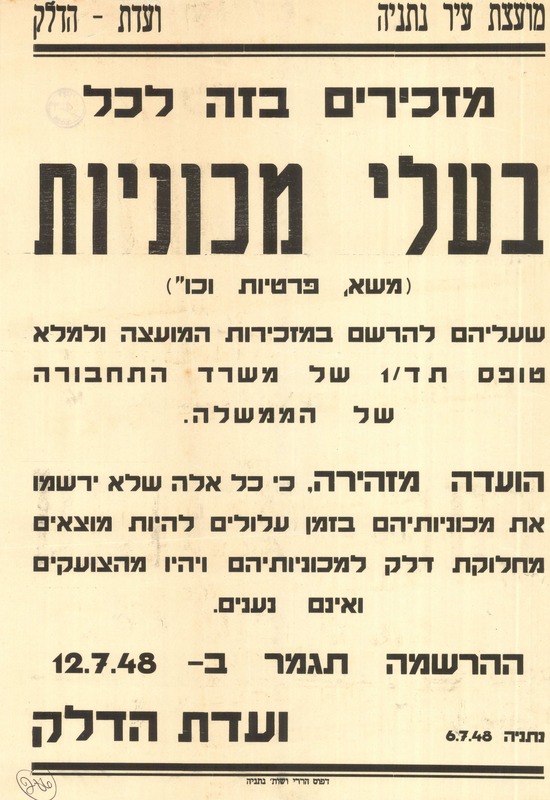 מועצת עיר נתניה ועדת - הדלק
מזכירים בזה לכל
בעלי מכוניות
(משא, פרטיות וכו")
שעליהם להרשם במזכירות המועצה ולמלא
טופס תד/1 של משרד התחבורה
של הממשלה.
הועדה מזהירה, כי כל אלה שלא ירשמו
את מכוניותיהם בזמן עלולים להיות מוצאים
מחלוקת דלק למכוניותיהם ויהיו מהצועקים
ואינם נענים.
ההרשמה תגמר ב- 12.7.48
נתניה 6.7.48 ועדת הדלק
דפוס הררי ושות' נתניה